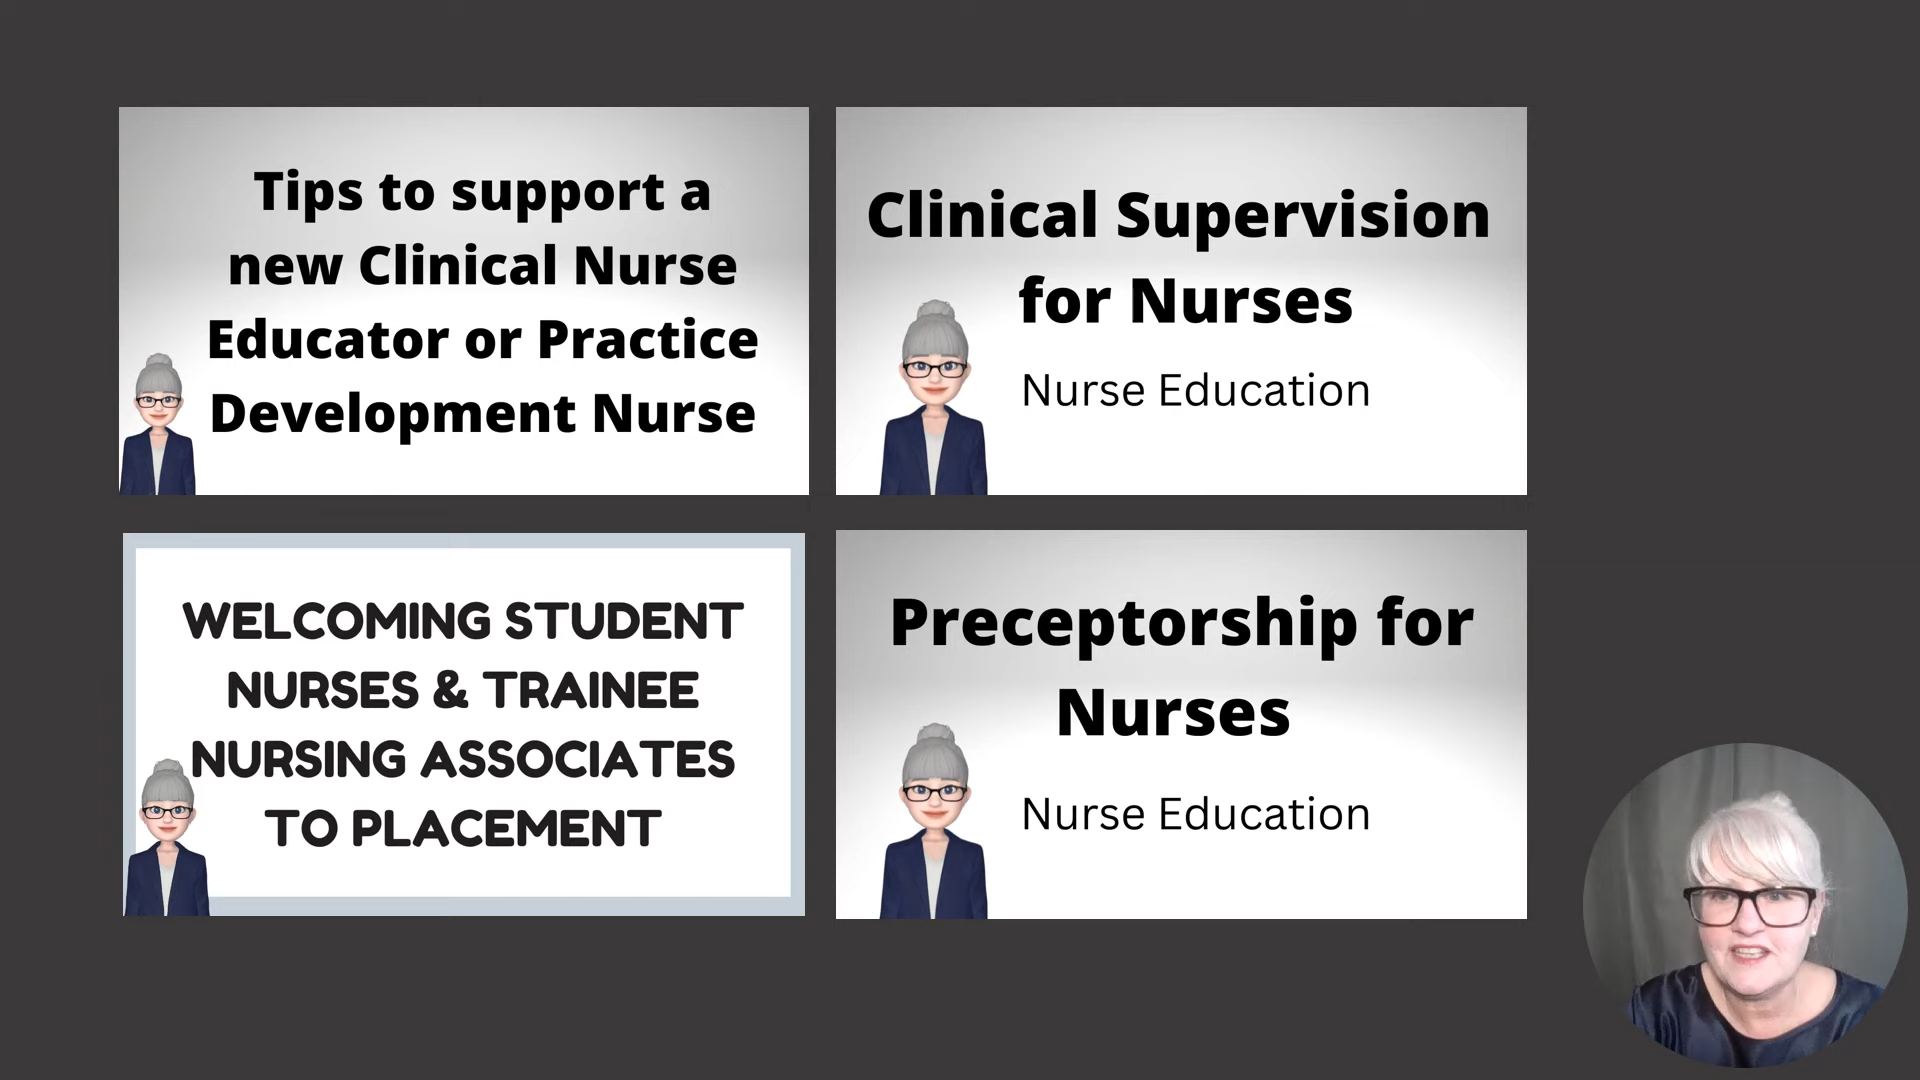 Tips to support a
new Clinical Nurse
Educator or Practice
Development Nurse
Clinical Supervision
for Nurses
Nurse Education
WELCOMING STUDENT
NURSES & TRAINEE
NURSING ASSOCIATES
TO PLACEMENT
Preceptorship for
Nurses
Nurse Education